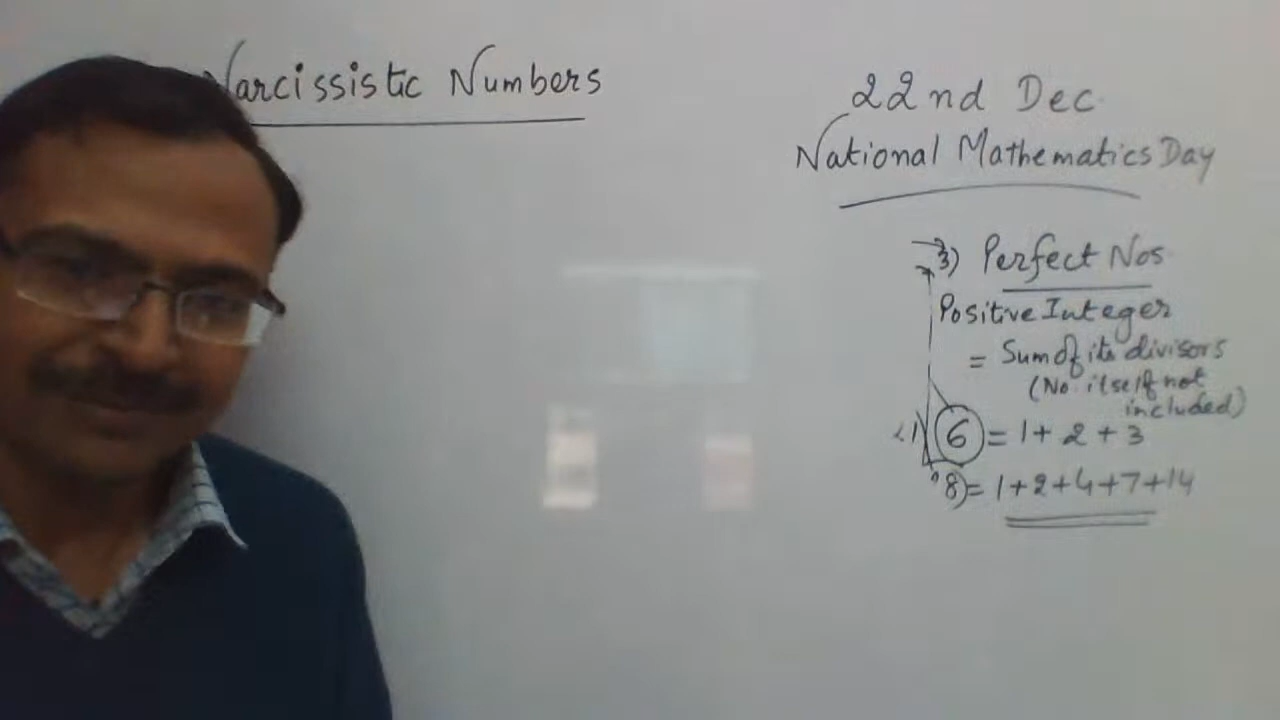 Narcissistic Numbers
22nd Dec
National Mathematics Day
3) Perfect Nos
Positive Integer
= Sum of its divisors
(No itself not
included)
6 = 1 + 2 + 3
8 = 1+2+4+7+14